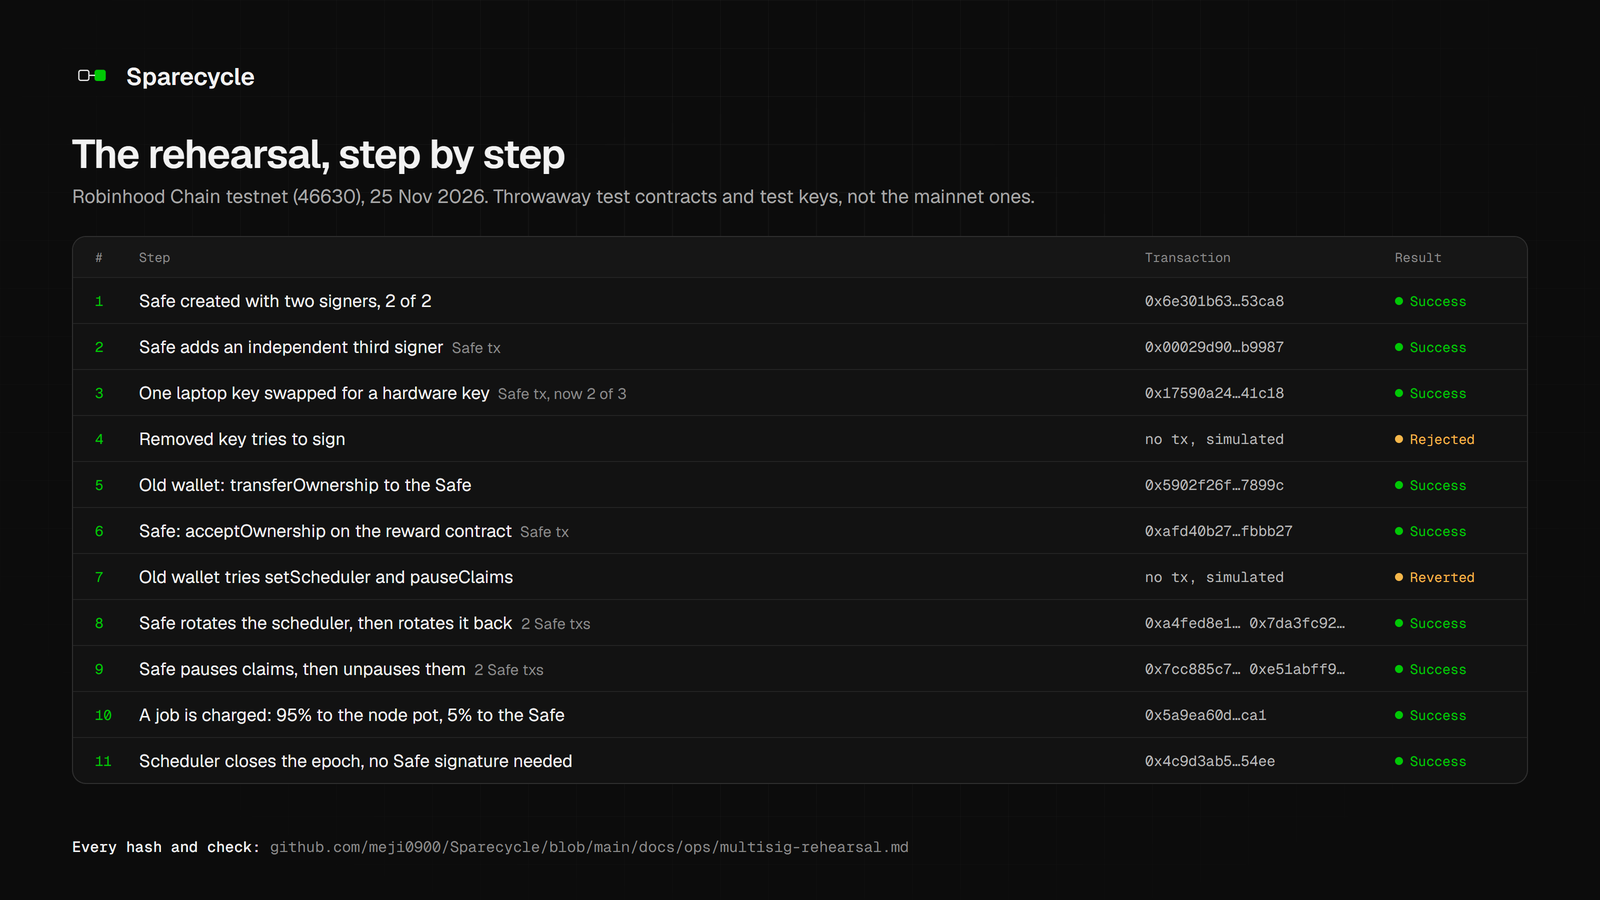 Sparecycle
The rehearsal, step by step
Robinhood Chain testnet (46630), 25 Nov 2026. Throwaway test contracts and test keys, not the mainnet ones.
# Step Transaction Result
1 Safe created with two signers, 2 of 2 0x6e301b63…53ca8 Success
2 Safe adds an independent third signer Safe tx 0x00029d90…b9987 Success
3 One laptop key swapped for a hardware key Safe tx, now 2 of 3 0x17590a24…41c18 Success
4 Removed key tries to sign no tx, simulated Rejected
5 Old wallet: transferOwnership to the Safe 0x5902f26f…7899c Success
6 Safe: acceptOwnership on the reward contract Safe tx 0xafd40b27…fbbb27 Success
7 Old wallet tries setScheduler and pauseClaims no tx, simulated Reverted
8 Safe rotates the scheduler, then rotates it back 2 Safe txs 0xa4fed8e1… 0x7da3fc92… Success
9 Safe pauses claims, then unpauses them 2 Safe txs 0x7cc885c7… 0xe51abff9… Success
10 A job is charged: 95% to the node pot, 5% to the Safe 0x5a9ea60d…ca1 Success
11 Scheduler closes the epoch, no Safe signature needed 0x4c9d3ab5…54ee Success
Every hash and check: github.com/meji0900/Sparecycle/blob/main/docs/ops/multisig-rehearsal.md